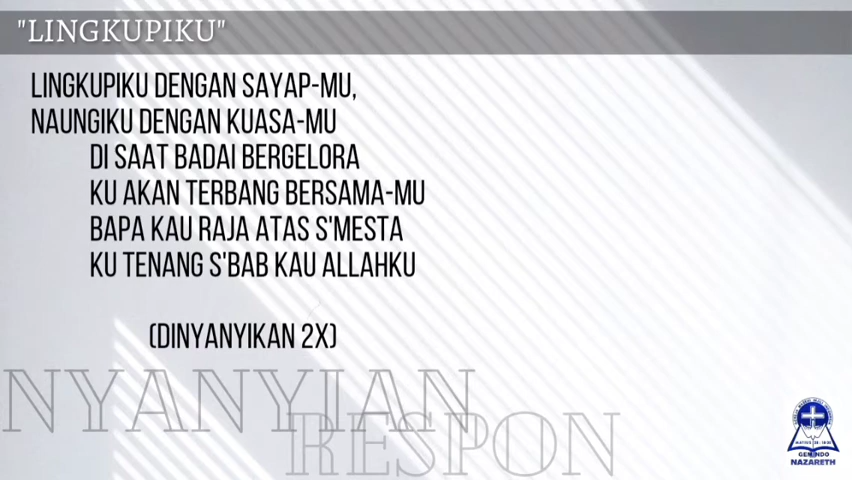 "LINGKUPIKU"
LINGKUPIKU DENGAN SAYAP-MU,
NAUNGIKU DENGAN KUASA-MU
DI SAAT BADAI BERGELORA
KU AKAN TERBANG BERSAMA-MU
BAPA KAU RAJA ATAS S'MESTA
KU TENANG S'BAB KAU ALLAHKU
(DINYANYIKAN 2X)
NYANYIAN
RESPON
GEMINDO
NAZARETH